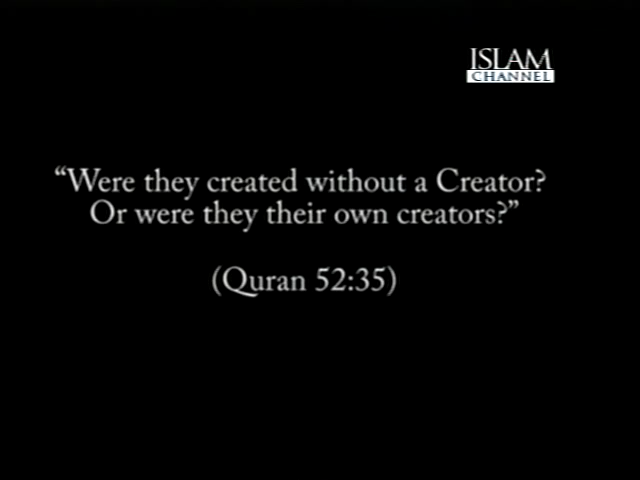 ISLAM
CHANNEL
“Were they created without a Creator?
Or were they their own creators?”
(Quran 52:35)